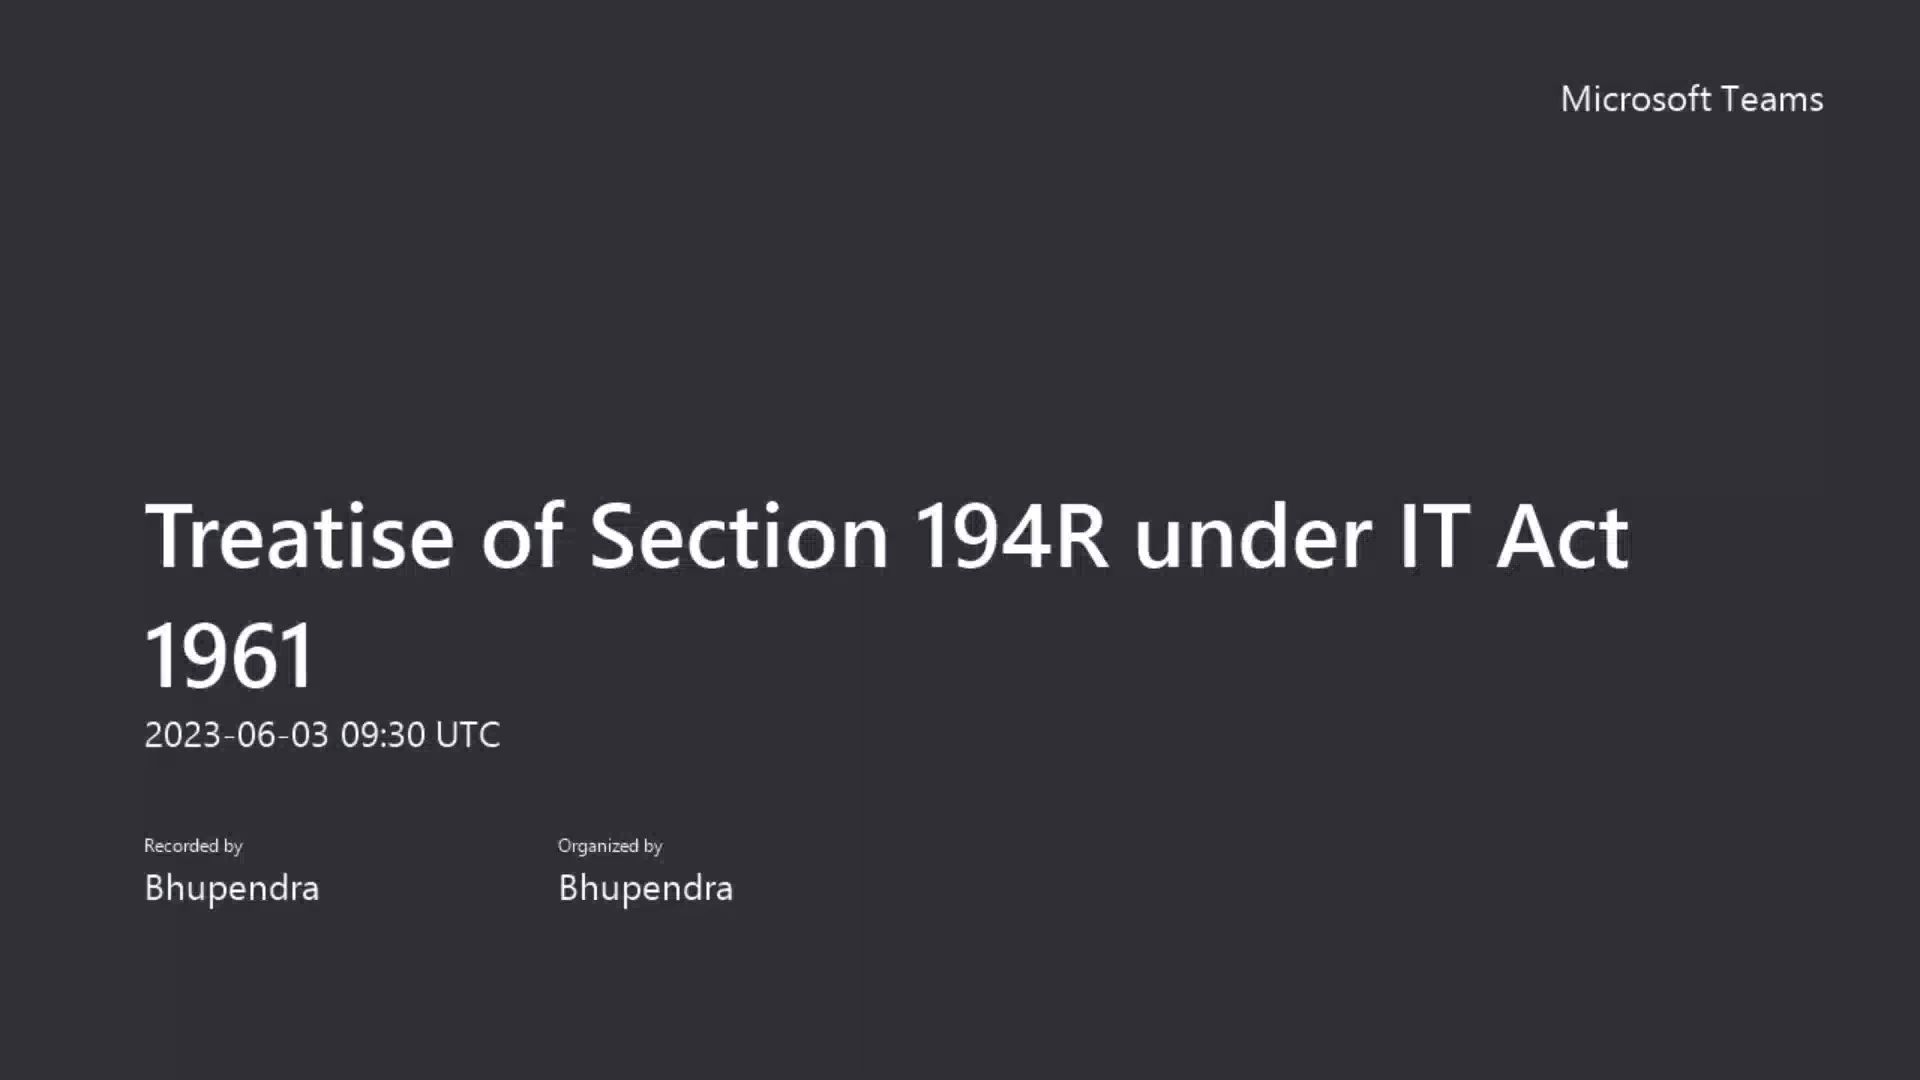 Microsoft Teams
Treatise of Section 194R under IT Act
1961
2023-06-03 09:30 UTC
Recorded by
Bhupendra
Organized by
Bhupendra